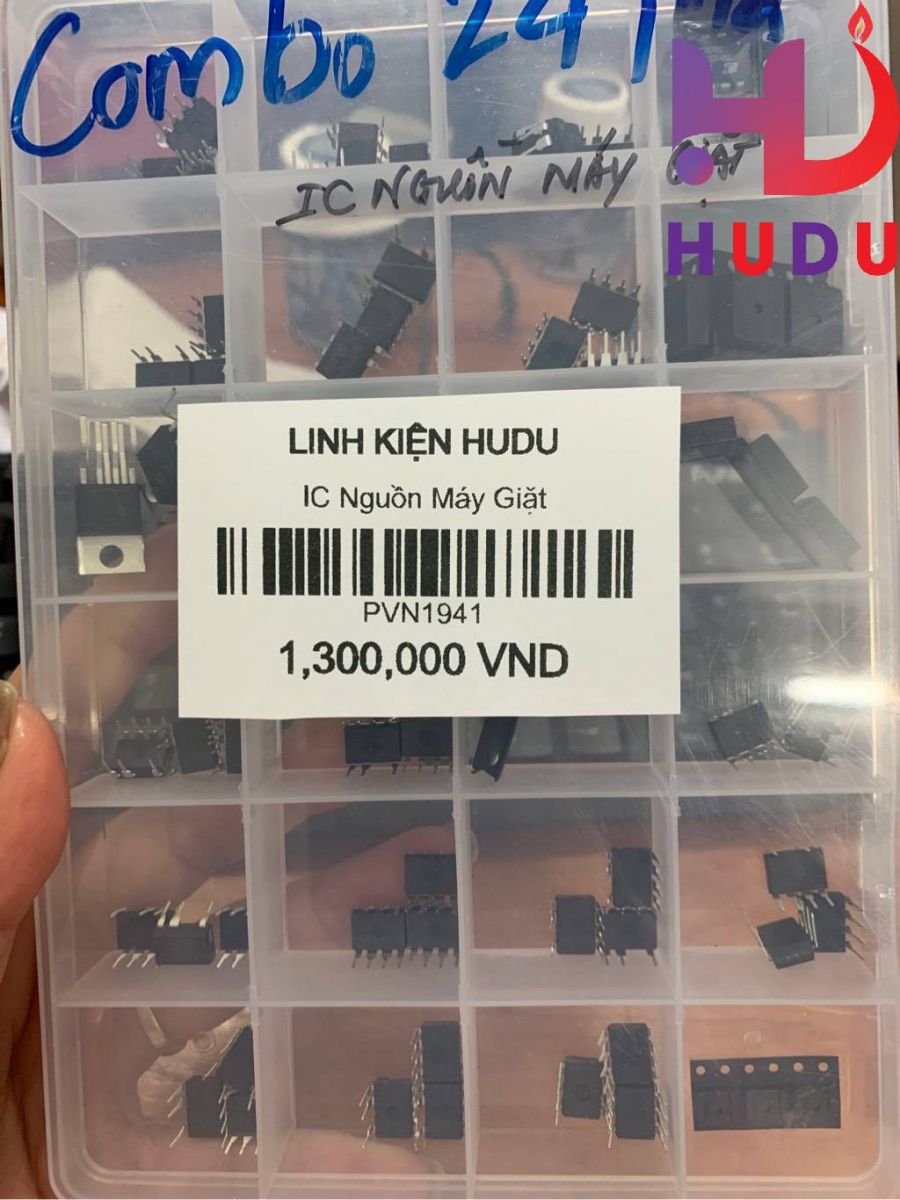 Combo 24
IC NGUỒN MÁY GIẶT
HUDU
LINH KIỆN HUDU
IC Nguồn Máy Giặt
PVN1941
1,300,000 VND